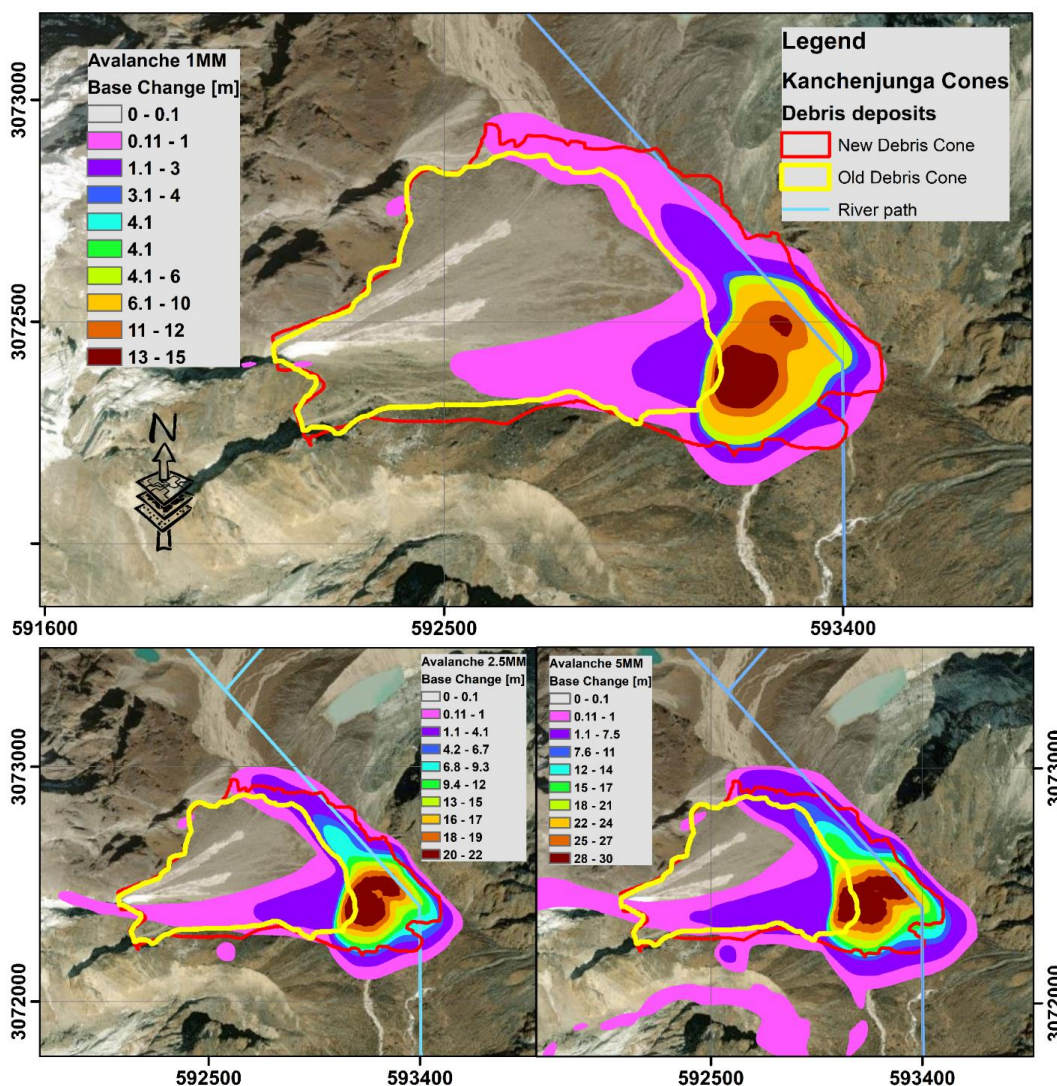 Avalanche 1MM
Base Change [m]
0 - 0.1
0.11 - 1
1.1 - 3
3.1 - 4
4.1
4.1
4.1 - 6
6.1 - 10
11 - 12
13 - 15
Legend
Kanchenjunga Cones
Debris deposits
New Debris Cone
Old Debris Cone
River path
3073000
3072500
N
591600
592500
593400
Avalanche 2.5MM
Base Change [m]
0 - 0.1
0.11 - 1
1.1 - 4.1
4.2 - 6.7
6.8 - 9.3
9.4 - 12
13 - 15
16 - 17
18 - 19
20 - 22
3073000
3072000
592500
593400
Avalanche 5MM
Base Change [m]
0 - 0.1
0.11 - 1
1.1 - 7.5
7.6 - 11
12 - 14
15 - 17
18 - 21
22 - 24
25 - 27
28 - 30
3073000
3072000
592500
593400